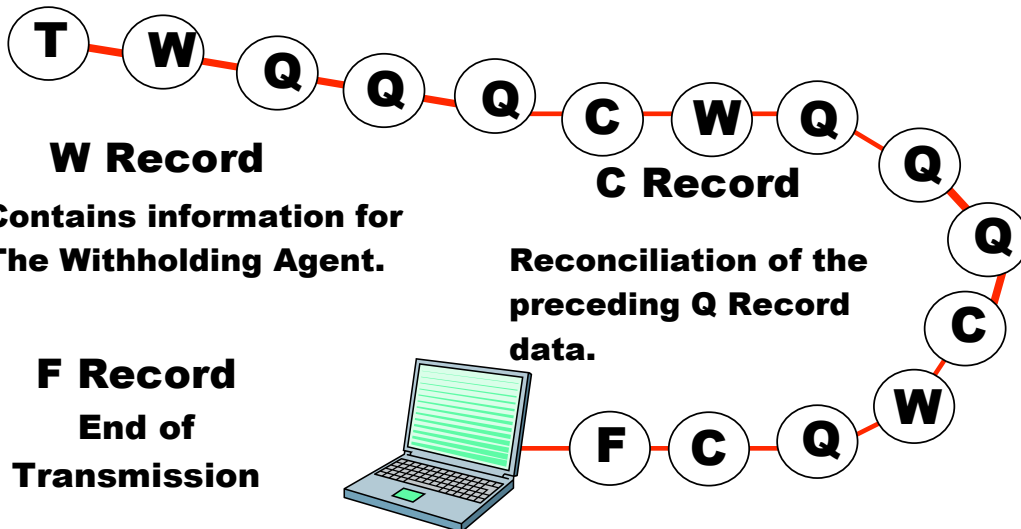 T W Q Q Q C W Q Q Q C W Q C F
W Record
Contains information for
The Withholding Agent.
C Record
Reconciliation of the
preceding Q Record
data.
F Record
End of
Transmission